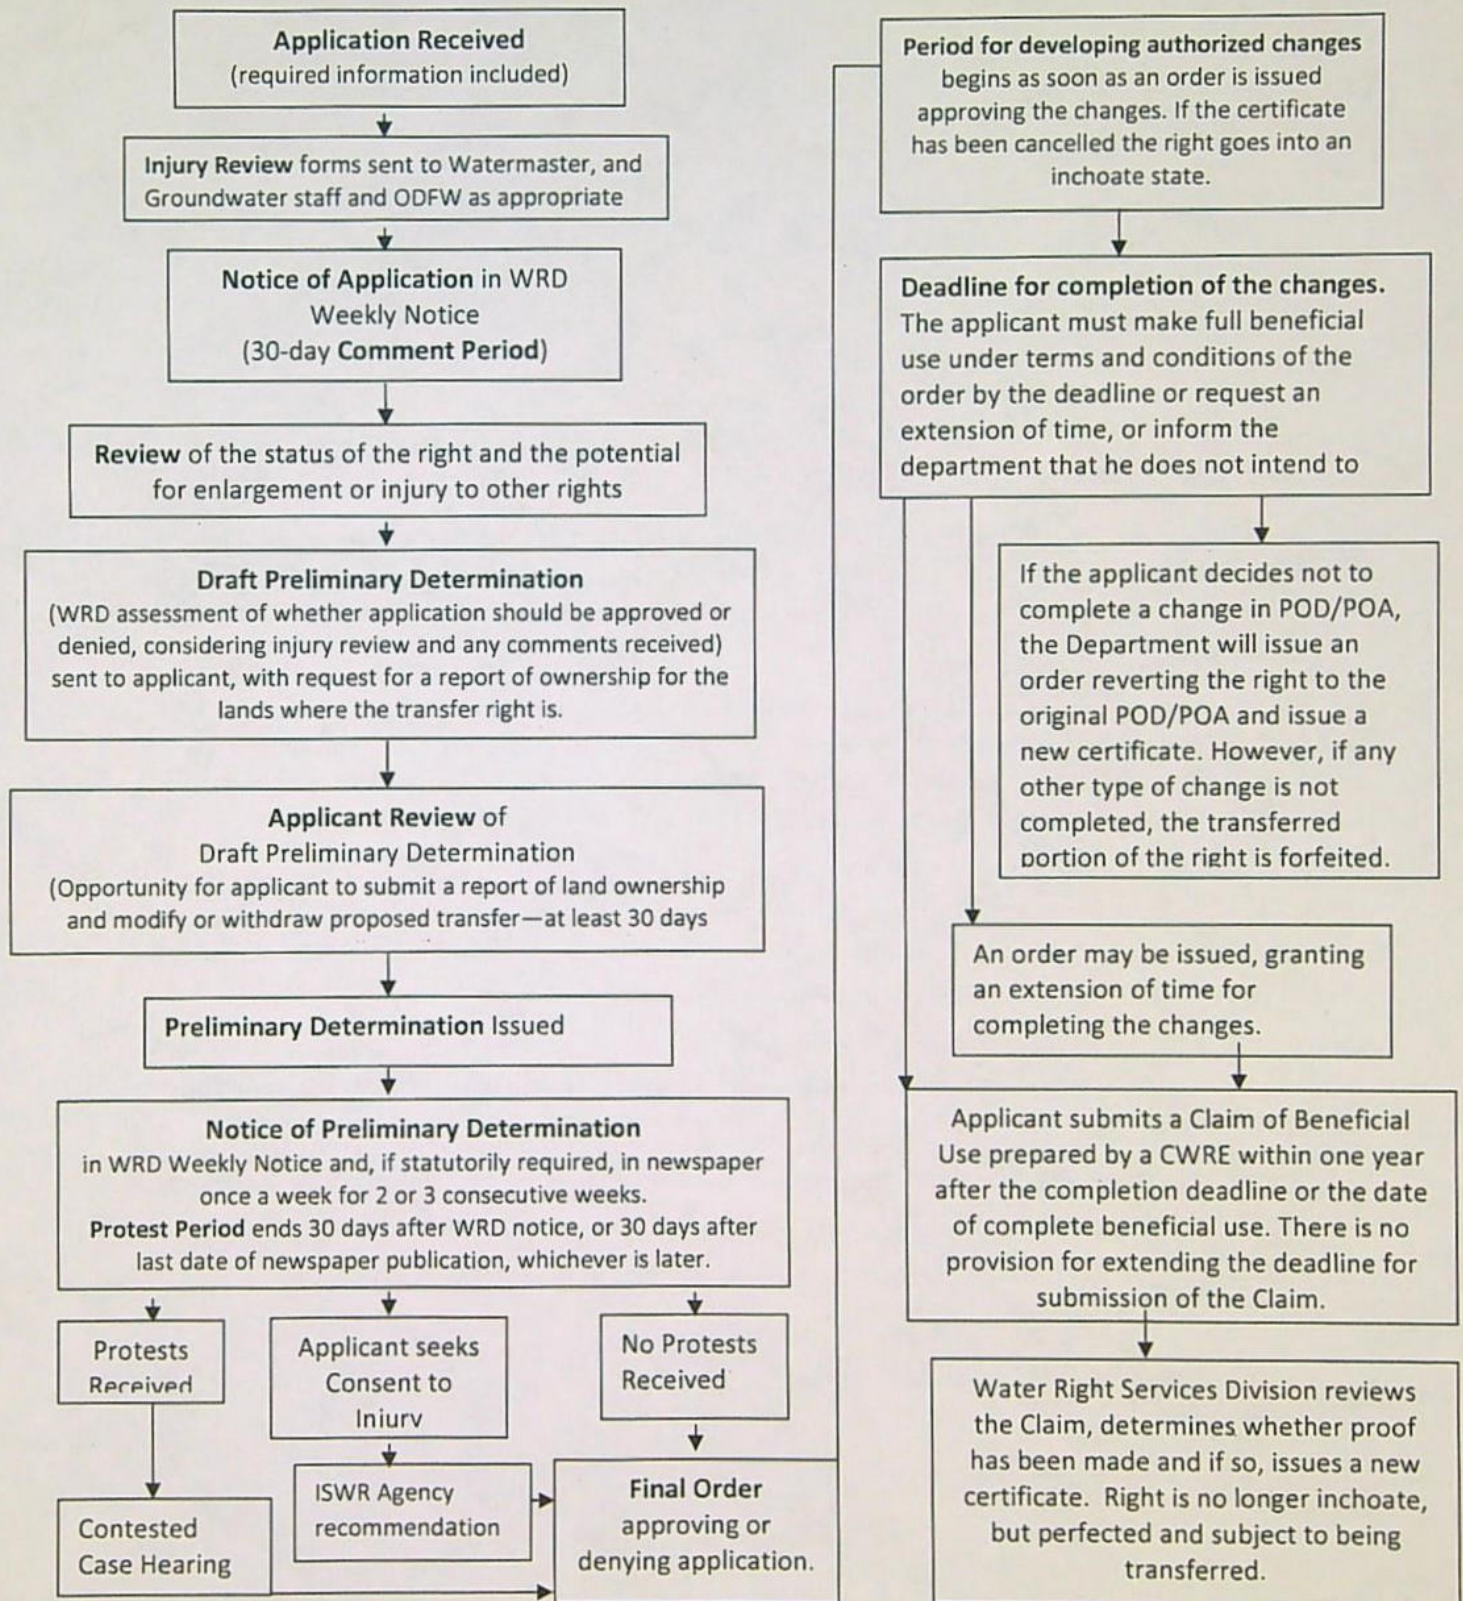 Application Received
(required information included)
Injury Review forms sent to Watermaster, and
Groundwater staff and ODFW as appropriate
Notice of Application in WRD
Weekly Notice
(30-day Comment Period)
Review of the status of the right and the potential
for enlargement or injury to other rights
Draft Preliminary Determination
(WRD assessment of whether application should be approved or
denied, considering injury review and any comments received)
sent to applicant, with request for a report of ownership for the
lands where the transfer right is.
Applicant Review of
Draft Preliminary Determination
(Opportunity for applicant to submit a report of land ownership
and modify or withdraw proposed transfer—at least 30 days
Preliminary Determination Issued
Notice of Preliminary Determination
in WRD Weekly Notice and, if statutorily required, in newspaper
once a week for 2 or 3 consecutive weeks.
Protest Period ends 30 days after WRD notice, or 30 days after
last date of newspaper publication, whichever is later.
Protests
Received
Applicant seeks
Consent to
Injury
No Protests
Received
Contested
Case Hearing
ISWR Agency
recommendation
Final Order
approving or
denying application.
Period for developing authorized changes
begins as soon as an order is issued
approving the changes. If the certificate
has been cancelled the right goes into an
inchoate state.
Deadline for completion of the changes.
The applicant must make full beneficial
use under terms and conditions of the
order by the deadline or request an
extension of time, or inform the
department that he does not intend to
If the applicant decides not to
complete a change in POD/POA,
the Department will issue an
order reverting the right to the
original POD/POA and issue a
new certificate. However, if any
other type of change is not
completed, the transferred
portion of the right is forfeited.
An order may be issued, granting
an extension of time for
completing the changes.
Applicant submits a Claim of Beneficial
Use prepared by a CWRE within one year
after the completion deadline or the date
of complete beneficial use. There is no
provision for extending the deadline for
submission of the Claim.
Water Right Services Division reviews
the Claim, determines whether proof
has been made and if so, issues a new
certificate. Right is no longer inchoate,
but perfected and subject to being
transferred.